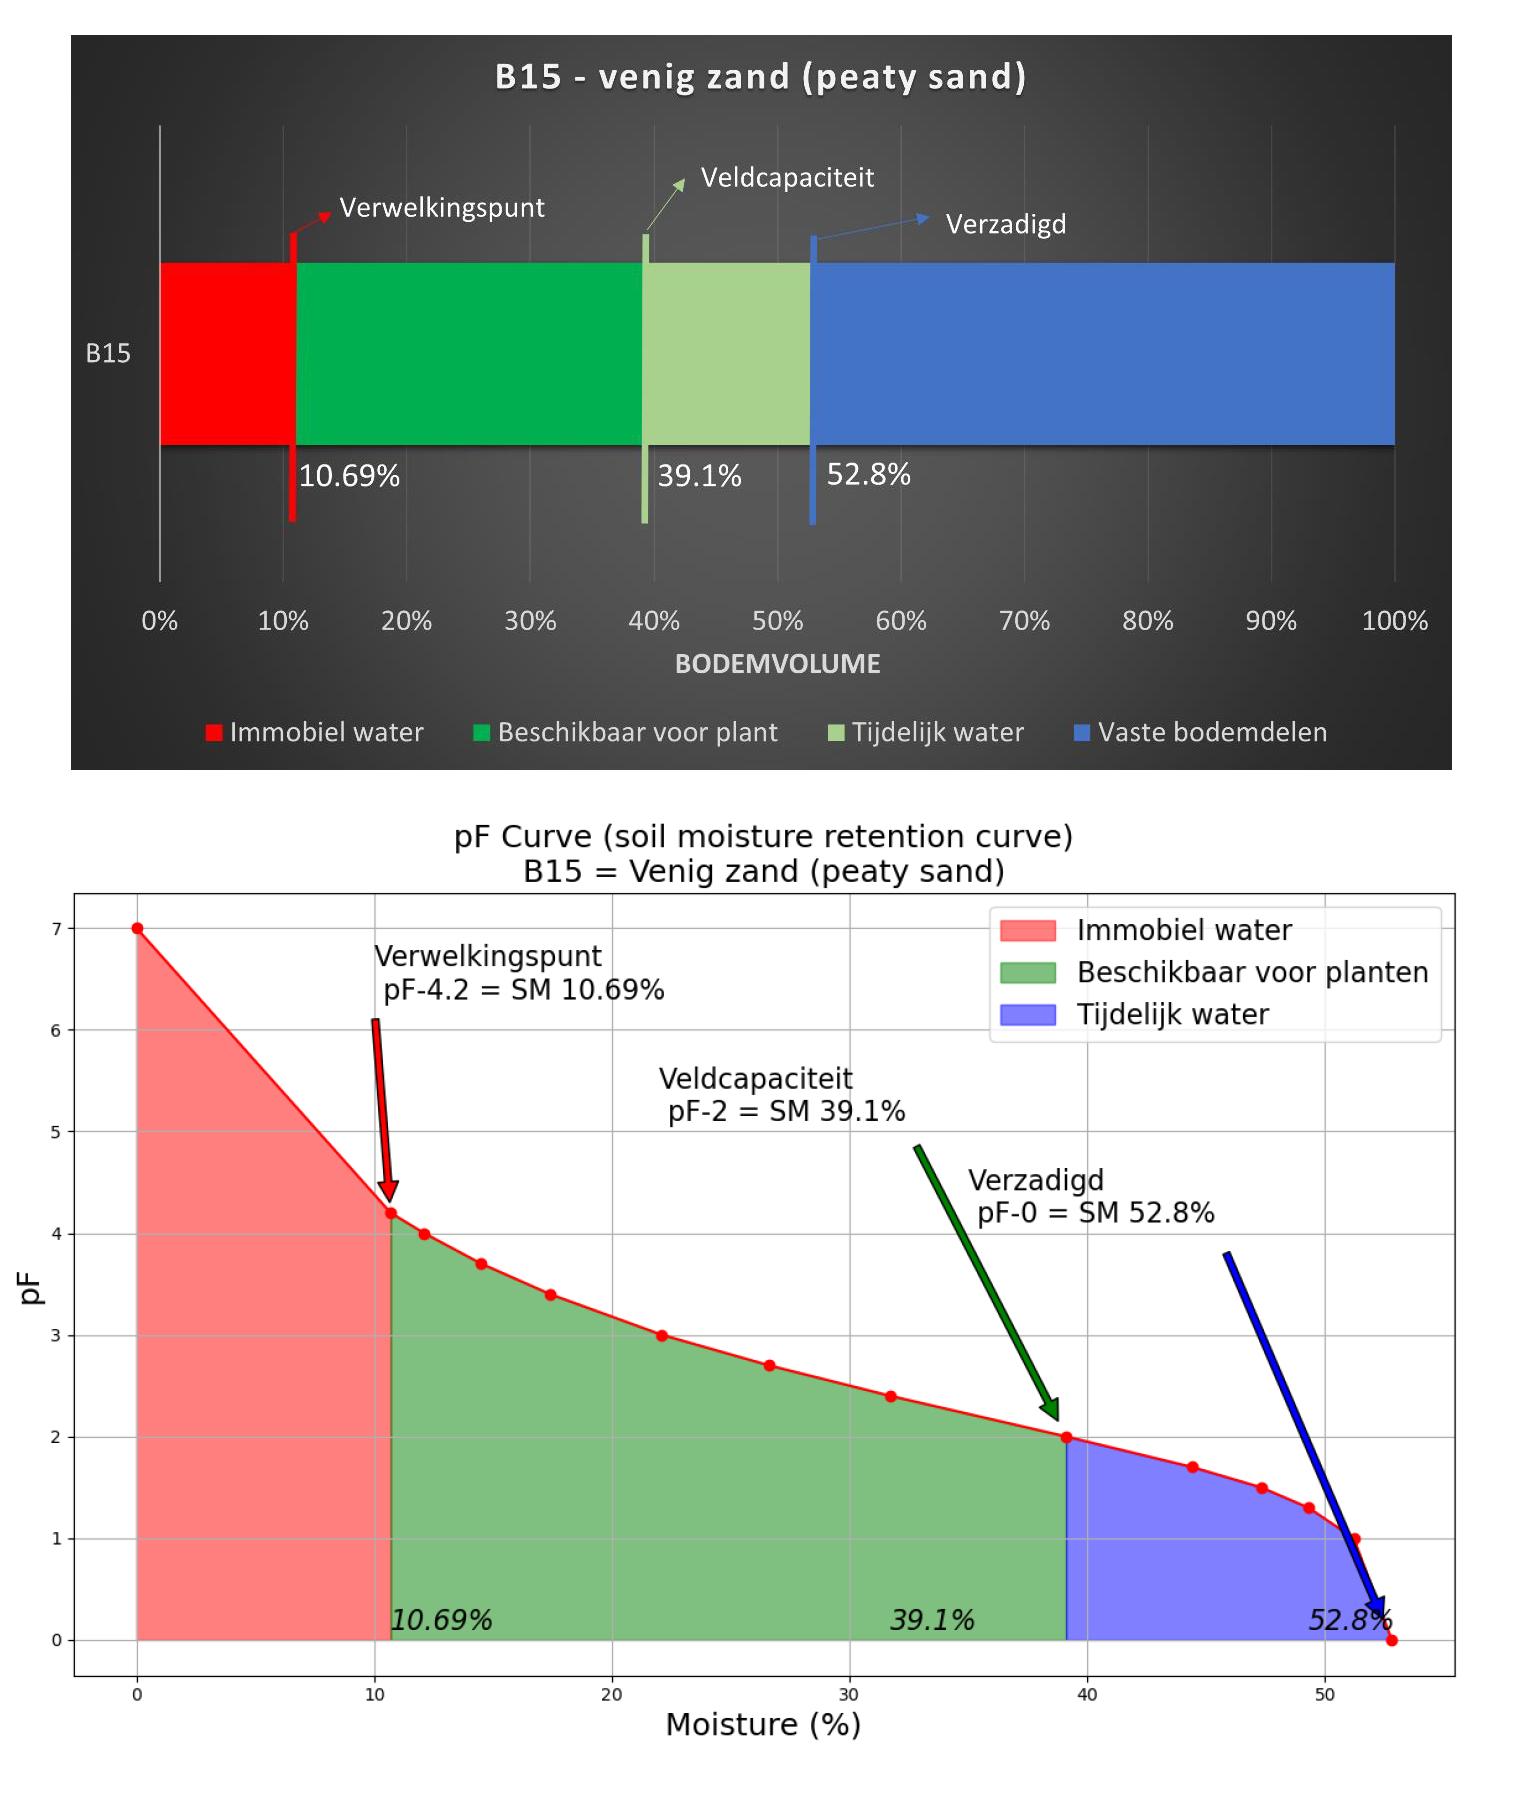 B15 - venig zand (peaty sand)
Veldcapaciteit
Verwelkingspunt
Verzadigd
B15
10.69%
39.1%
52.8%
0% 10% 20% 30% 40% 50% 60% 70% 80% 90% 100%
BODEMVOLUME
Immobiel water Beschikbaar voor plant Tijdelijk water Vaste bodemdelen
pF Curve (soil moisture retention curve)
B15 = Venig zand (peaty sand)
7
6
5
4
3
2
1
0
pF
Immobiel water
Beschikbaar voor planten
Tijdelijk water
Verwelkingspunt
pF-4.2 = SM 10.69%
Veldcapaciteit
pF-2 = SM 39.1%
Verzadigd
pF-0 = SM 52.8%
10.69% 39.1% 52.8%
0 10 20 30 40 50
Moisture (%)